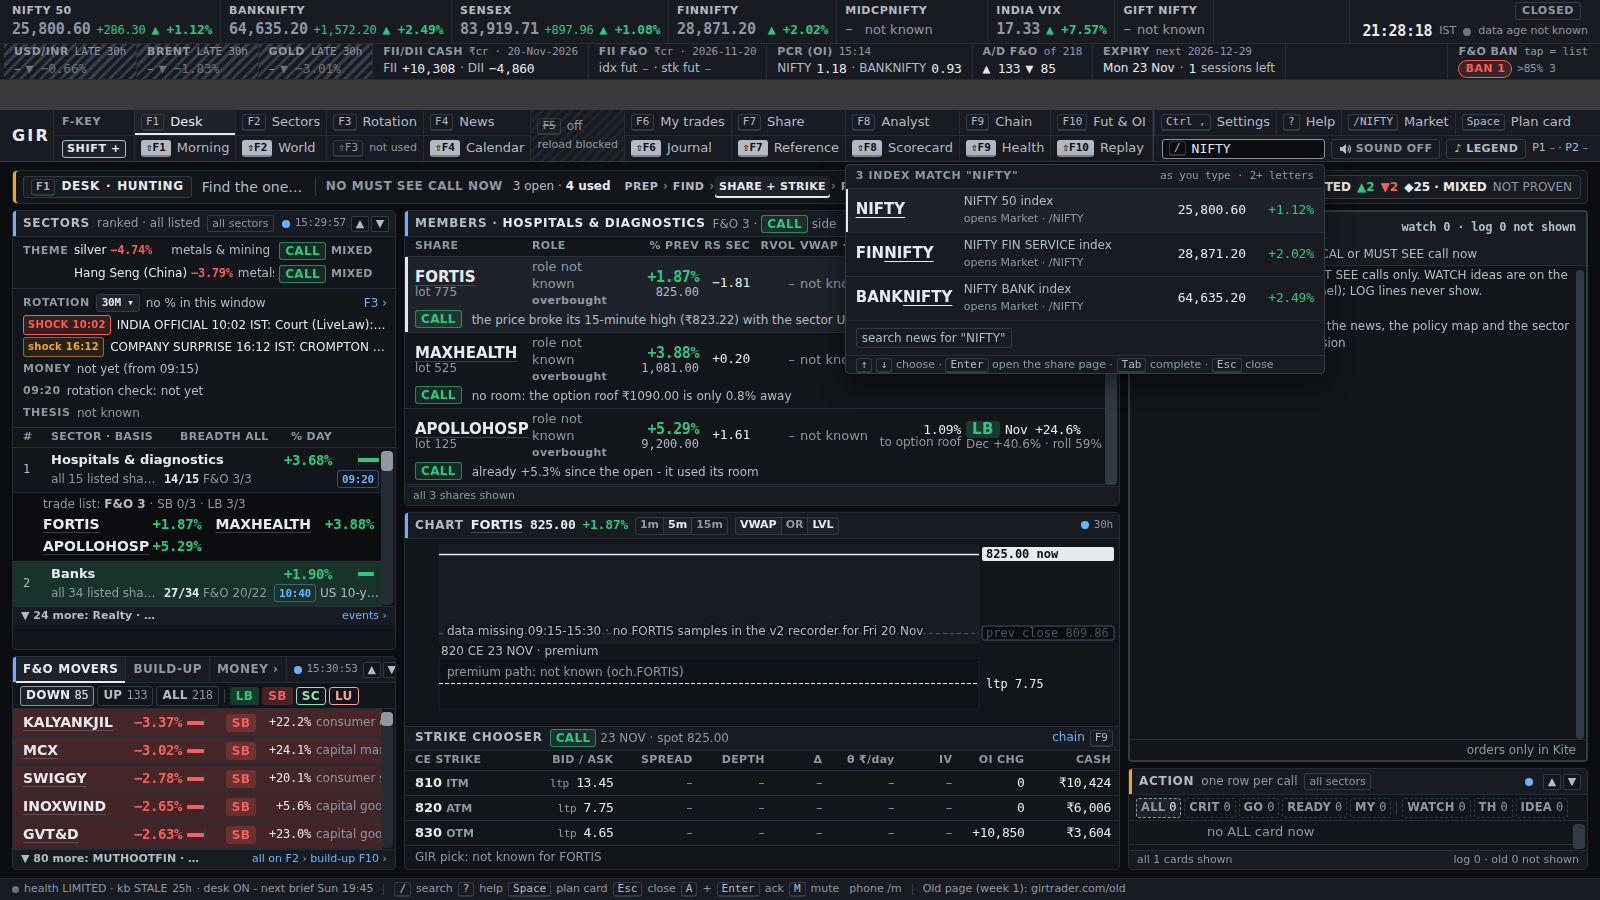 NIFTY 50
25,800.60 +286.30 ▲ +1.12%
BANKNIFTY
64,635.20 +1,572.20 ▲ +2.49%
SENSEX
83,919.71 +897.96 ▲ +1.08%
FINNIFTY
28,871.20 ▲ +2.02%
MIDCPNIFTY
– not known
INDIA VIX
17.33 ▲ +7.57%
GIFT NIFTY
– not known
CLOSED
21:28:18 IST data age not known
USD/INR LATE 30h
– ▼ −0.66%
BRENT LATE 30h
– ▼ −1.83%
GOLD LATE 30h
– ▼ −3.01%
FII/DII CASH ₹cr · 20-Nov-2026
FII +10,308 · DII −4,860
FII F&O ₹cr · 2026-11-20
idx fut – · stk fut –
PCR (OI) 15:14
NIFTY 1.18 · BANKNIFTY 0.93
A/D F&O of 218
▲ 133 ▼ 85
EXPIRY next 2026-12-29
Mon 23 Nov · 1 sessions left
F&O BAN tap = list
BAN 1 >85% 3
GIR
F-KEY
SHIFT +
F1 Desk
F2 Sectors
F3 Rotation
F4 News
F5 off
reload blocked
F6 My trades
F7 Share
F8 Analyst
F9 Chain
F10 Fut & OI
Ctrl , Settings
? Help
/NIFTY Market
Space Plan card
⇧F1 Morning
⇧F2 World
⇧F3 not used
⇧F4 Calendar
⇧F6 Journal
⇧F7 Reference
⇧F8 Scorecard
⇧F9 Health
⇧F10 Replay
/ NIFTY
SOUND OFF
♪ LEGEND
P1 – · P2 –
F1 DESK · HUNTING
Find the one…
NO MUST SEE CALL NOW 3 open · 4 used
PREP › FIND › SHARE + STRIKE ›
▲2 ▼2 ◆25 · MIXED NOT PROVEN
3 INDEX MATCH "NIFTY" as you type · 2+ letters
NIFTY NIFTY 50 index 25,800.60 +1.12%
opens Market · /NIFTY
FINNIFTY NIFTY FIN SERVICE index 28,871.20 +2.02%
opens Market · /NIFTY
BANKNIFTY NIFTY BANK index 64,635.20 +2.49%
opens Market · /NIFTY
search news for "NIFTY"
↑ ↓ choose · Enter open the share page · Tab complete · Esc close
SECTORS ranked · all listed all sectors 15:29:57 ▲ ▼
THEME silver −4.74% metals & mining CALL MIXED
Hang Seng (China) −3.79% metals CALL MIXED
ROTATION 30M ▾ no % in this window F3 ›
SHOCK 10:02 INDIA OFFICIAL 10:02 IST: Court (LiveLaw):…
shock 16:12 COMPANY SURPRISE 16:12 IST: CROMPTON …
MONEY not yet (from 09:15)
09:20 rotation check: not yet
THESIS not known
# SECTOR · BASIS BREADTH ALL % DAY
1 Hospitals & diagnostics +3.68%
all 15 listed sha… 14/15 F&O 3/3 09:20
trade list: F&O 3 · SB 0/3 · LB 3/3
FORTIS +1.87% MAXHEALTH +3.88%
APOLLOHOSP +5.29%
2 Banks +1.90%
all 34 listed sha… 27/34 F&O 20/22 10:40 US 10-y…
▼ 24 more: Realty · … events ›
F&O MOVERS BUILD-UP MONEY › 15:30:53 ▲ ▼
DOWN 85 UP 133 ALL 218 LB SB SC LU
KALYANKJIL −3.37% SB +22.2% consumer
MCX −3.02% SB +24.1% capital mar
SWIGGY −2.78% SB +20.1% consumer s
INOXWIND −2.65% SB +5.6% capital goo
GVT&D −2.63% SB +23.0% capital goo
▼ 80 more: MUTHOOTFIN · … all on F2 › build-up F10 ›
MEMBERS · HOSPITALS & DIAGNOSTICS F&O 3 · CALL side
SHARE ROLE % PREV RS SEC RVOL VWAP ·
FORTIS role not known +1.87% −1.81 – not kno
lot 775 overbought 825.00
CALL the price broke its 15-minute high (₹823.22) with the sector U
MAXHEALTH role not known +3.88% +0.20 – not kno
lot 525 overbought 1,081.00
CALL no room: the option roof ₹1090.00 is only 0.8% away
APOLLOHOSP role not known +5.29% +1.61 – not known 1.09% LB Nov +24.6%
lot 125 overbought 9,200.00 to option roof Dec +40.6% · roll 59%
CALL already +5.3% since the open - it used its room
all 3 shares shown
CHART FORTIS 825.00 +1.87% 1m 5m 15m VWAP OR LVL 30h
825.00 now
data missing 09:15-15:30 · no FORTIS samples in the v2 recorder for Fri 20 Nov
prev close 809.86
820 CE 23 NOV · premium
premium path: not known (och.FORTIS)
ltp 7.75
STRIKE CHOOSER CALL 23 NOV · spot 825.00 chain F9
CE STRIKE BID / ASK SPREAD DEPTH Δ θ ₹/day IV OI CHG CASH
810 ITM ltp 13.45 – – – – – 0 ₹10,424
820 ATM ltp 7.75 – – – – – 0 ₹6,006
830 OTM ltp 4.65 – – – – – +10,850 ₹3,604
GIR pick: not known for FORTIS
watch 0 · log 0 not shown
CAL or MUST SEE call now
T SEE calls only. WATCH ideas are on the
el); LOG lines never show.
the news, the policy map and the sector
sion
orders only in Kite
ACTION one row per call all sectors ▲ ▼
ALL 0 CRIT 0 GO 0 READY 0 MY 0 WATCH 0 TH 0 IDEA 0
no ALL card now
all 1 cards shown log 0 · old 0 not shown
health LIMITED · kb STALE 25h · desk ON - next brief Sun 19:45 / search ? help Space plan card Esc close A + Enter ack M mute phone /m Old page (week 1): girtrader.com/old